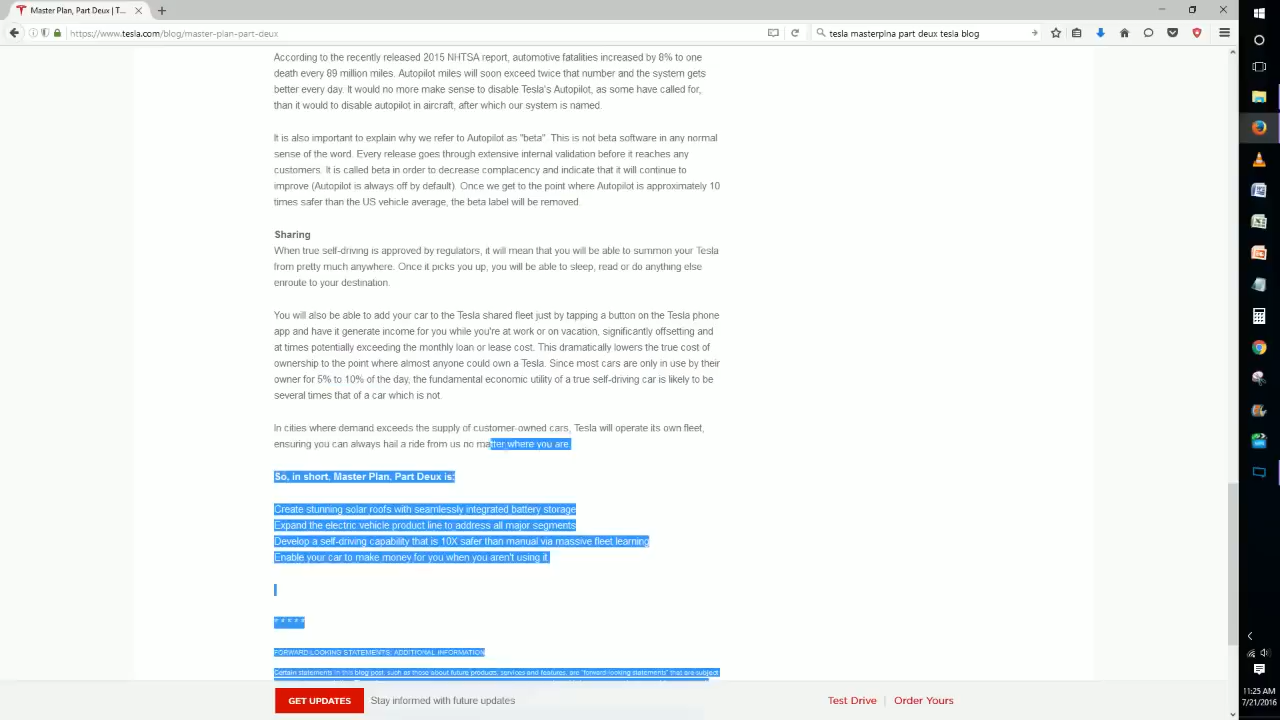 Master Plan, Part Deux | T...
https://www.tesla.com/blog/master-plan-part-deux
tesla masterplna part deux tesla blog
According to the recently released 2015 NHTSA report, automotive fatalities increased by 8% to one
death every 89 million miles. Autopilot miles will soon exceed twice that number and the system gets
better every day. It would no more make sense to disable Tesla's Autopilot, as some have called for,
than it would to disable autopilot in aircraft, after which our system is named.
It is also important to explain why we refer to Autopilot as "beta". This is not beta software in any normal
sense of the word. Every release goes through extensive internal validation before it reaches any
customers. It is called beta in order to decrease complacency and indicate that it will continue to
improve (Autopilot is always off by default). Once we get to the point where Autopilot is approximately 10
times safer than the US vehicle average, the beta label will be removed.
Sharing
When true self-driving is approved by regulators, it will mean that you will be able to summon your Tesla
from pretty much anywhere. Once it picks you up, you will be able to sleep, read or do anything else
enroute to your destination.
You will also be able to add your car to the Tesla shared fleet just by tapping a button on the Tesla phone
app and have it generate income for you while you're at work or on vacation, significantly offsetting and
at times potentially exceeding the monthly loan or lease cost. This dramatically lowers the true cost of
ownership to the point where almost anyone could own a Tesla. Since most cars are only in use by their
owner for 5% to 10% of the day, the fundamental economic utility of a true self-driving car is likely to be
several times that of a car which is not.
In cities where demand exceeds the supply of customer-owned cars, Tesla will operate its own fleet,
ensuring you can always hail a ride from us no matter where you are.
So, in short, Master Plan, Part Deux is:
Create stunning solar roofs with seamlessly integrated battery storage
Expand the electric vehicle product line to address all major segments
Develop a self-driving capability that is 10X safer than manual via massive fleet learning
Enable your car to make money for you when you aren't using it
* * * * *
FORWARD-LOOKING STATEMENTS; ADDITIONAL INFORMATION
Certain statements in this blog post, such as those about future products, services and features, are "forward-looking statements" that are subject
GET UPDATES
Stay informed with future updates
Test Drive | Order Yours
11:25 AM
7/21/2016